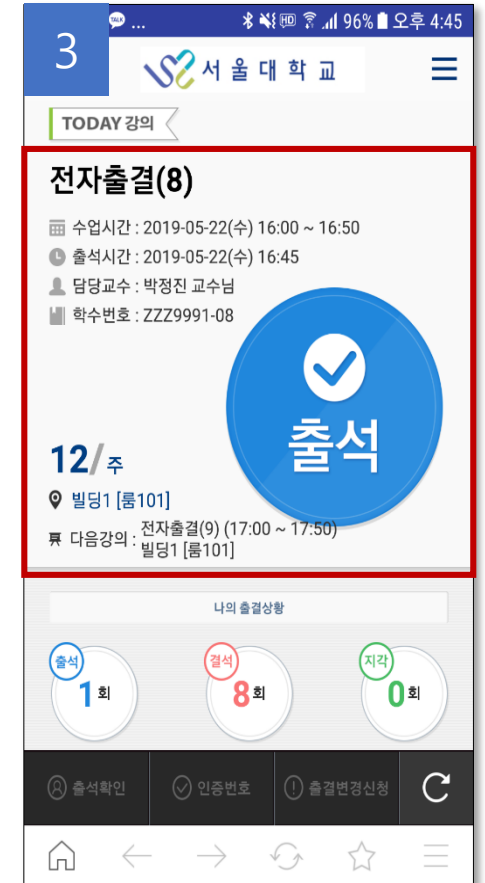 3
TALK ... HD 96% 오후 4:45
서울대학교
TODAY 강의
전자출결(8)
수업시간 : 2019-05-22(수) 16:00 ~ 16:50
출석시간 : 2019-05-22(수) 16:45
담당교수 : 박정진 교수님
학수번호 : ZZZ9991-08
출석
12/주
빌딩1 [룸101]
다음강의 : 전자출결(9) (17:00 ~ 17:50)
빌딩1 [룸101]
나의 출결상황
출석 결석 지각
1회 8회 0회
출석확인 인증번호 출결변경신청